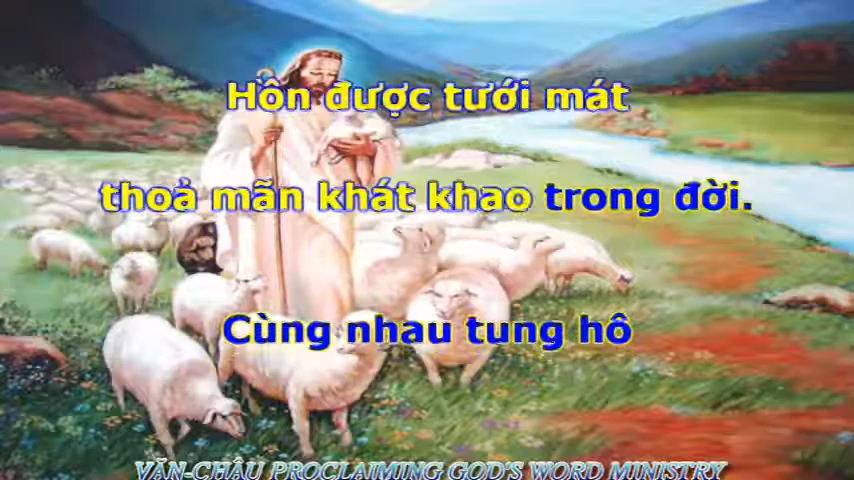 Hồn được tưới mát
thoả mãn khát khao trong đời.
Cùng nhau tung hô
VĂN-CHÂU PROCLAIMING GOD'S WORD MINISTRY